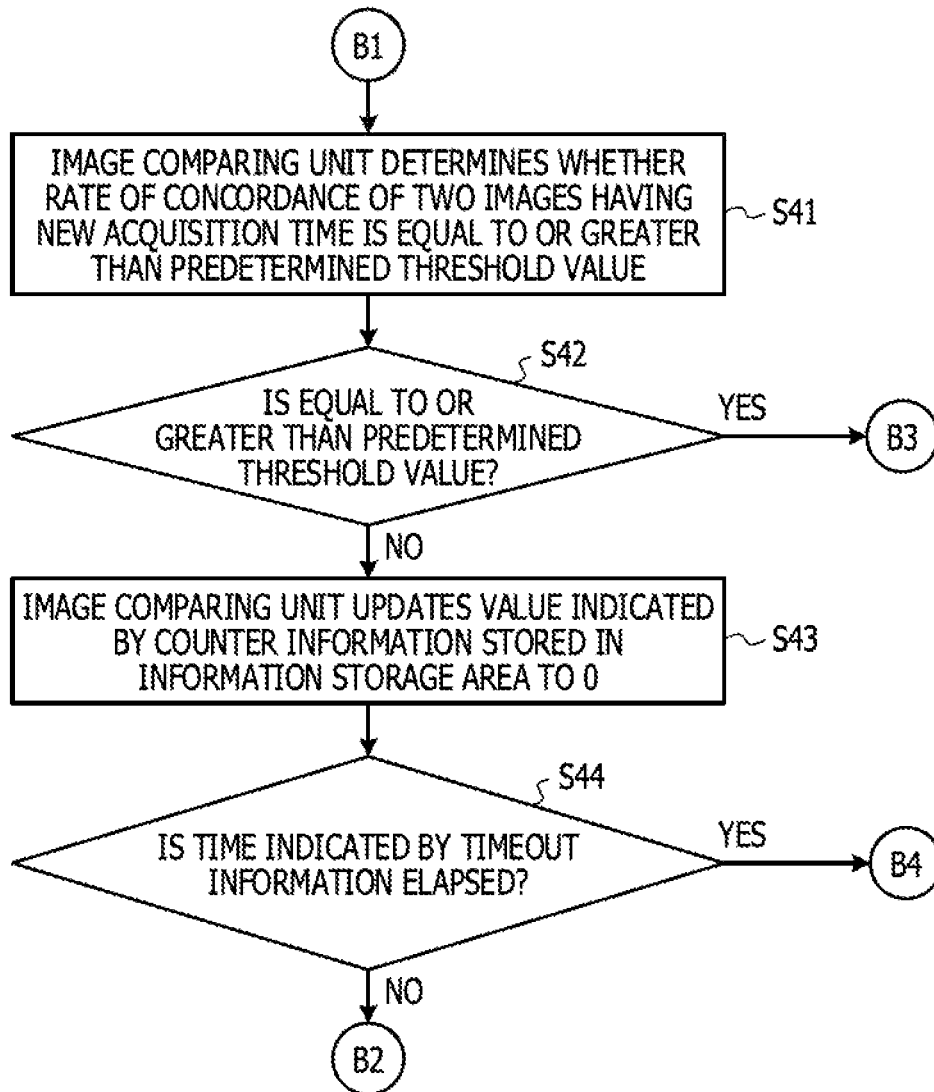 B1
IMAGE COMPARING UNIT DETERMINES WHETHER
RATE OF CONCORDANCE OF TWO IMAGES HAVING
NEW ACQUISITION TIME IS EQUAL TO OR GREATER
THAN PREDETERMINED THRESHOLD VALUE
S41
S42
IS EQUAL TO OR
GREATER THAN PREDETERMINED
THRESHOLD VALUE?
YES
B3
NO
IMAGE COMPARING UNIT UPDATES VALUE INDICATED
BY COUNTER INFORMATION STORED IN
INFORMATION STORAGE AREA TO 0
S43
S44
IS TIME INDICATED BY TIMEOUT
INFORMATION ELAPSED?
YES
B4
NO
B2